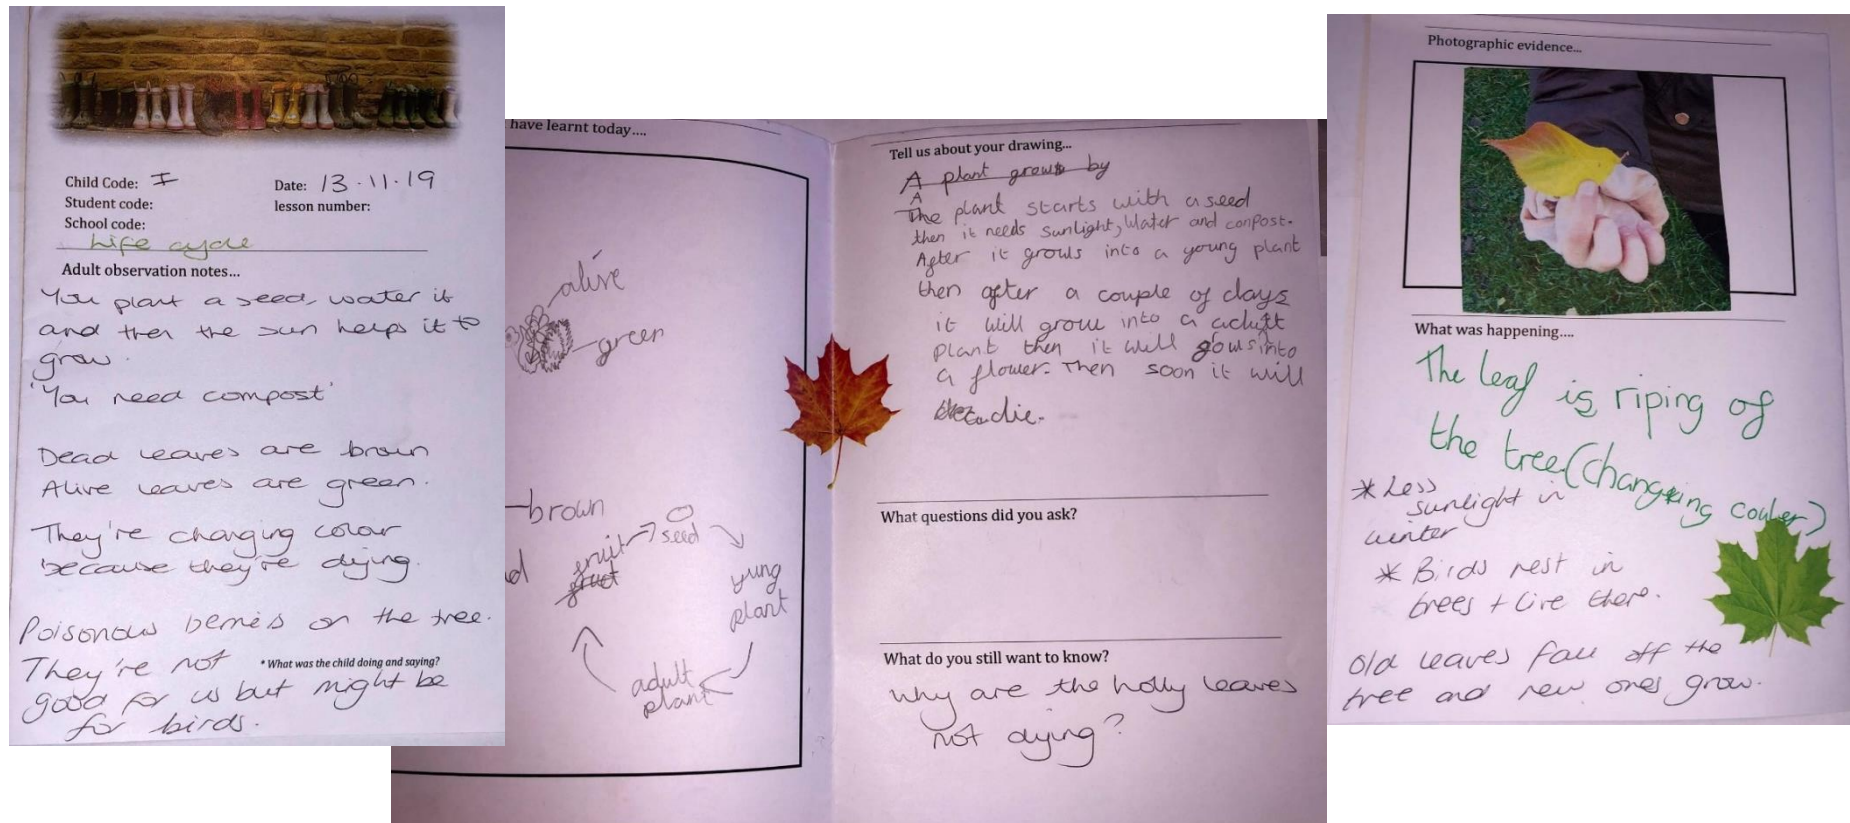 Child Code: I
Date: 13.11.19
Student code:
lesson number:
School code:
Life cycle
Adult observation notes...
You plant a seed, water it
and then the sun helps it to
grow.
'You need compost'
Dead leaves are brown
Alive leaves are green.
They're changing colour
because they're dying.
Poisonous berries on the tree.
They're not
* What was the child doing and saying?
good for us but might be
for birds.
have learnt today....
alive
green
brown
fruit
seed
yung
plant
adult
plant
Tell us about your drawing...
A plant grows by
A
The plant starts with a seed
then it needs sunlight, water and conpost.
After it grows into a young plant
then after a couple of days
it will grow into a adult
plant then it will gows into
a flower. Then soon it will
die.
What questions did you ask?
What do you still want to know?
why are the holly leaves
not dying?
Photographic evidence...
What was happening....
The leaf is riping of
the tree (changing couler)
* Less
sunlight in
winter
* Birds nest in
trees + live there.
Old leaves fall off the
tree and new ones grow.